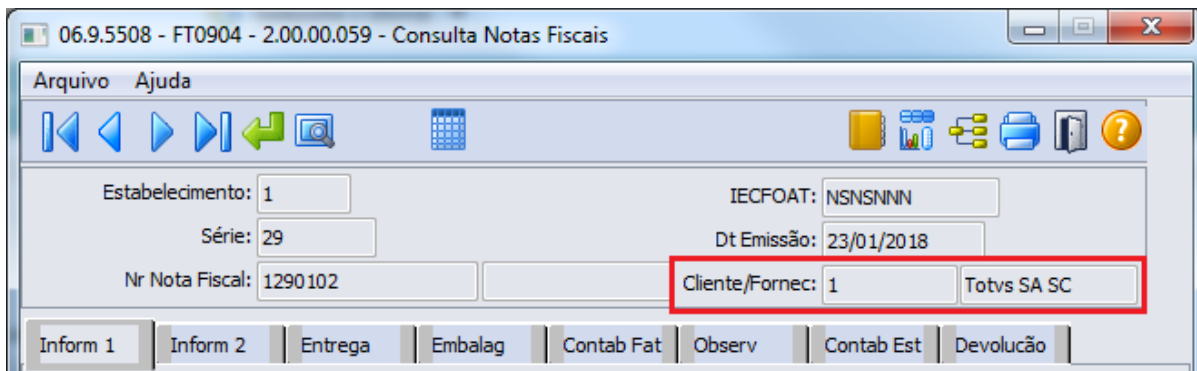 06.9.5508 - FT0904 - 2.00.00.059 - Consulta Notas Fiscais
Arquivo Ajuda
Estabelecimento: 1 IECFOAT: NSNSNNN
Série: 29 Dt Emissão: 23/01/2018
Nr Nota Fiscal: 1290102 Cliente/Fornec: 1 Totvs SA SC
Inform 1 Inform 2 Entrega Embalag Contab Fat Observ Contab Est Devolucão